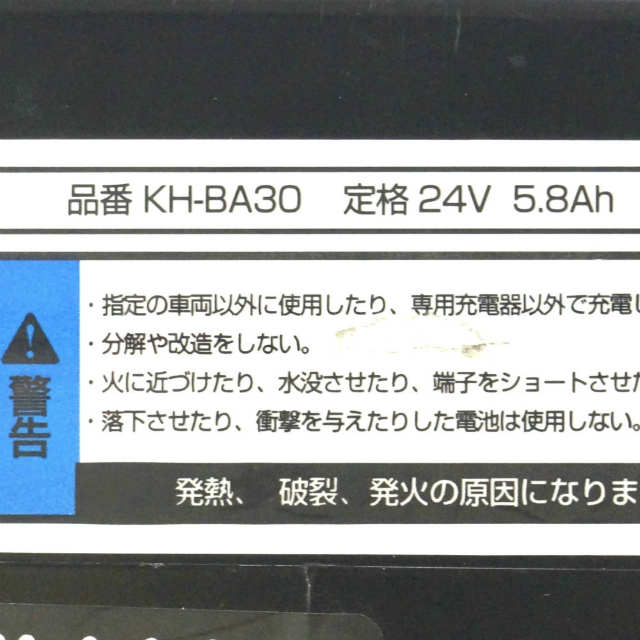 品番 KH-BA30 定格 24V 5.8Ah
・指定の車両以外に使用したり、専用充電器以外で充電し
・分解や改造をしない。
・火に近づけたり、水没させたり、端子をショートさせた
・落下させたり、衝撃を与えたりした電池は使用しない。
警告
発熱、破裂、発火の原因になりま